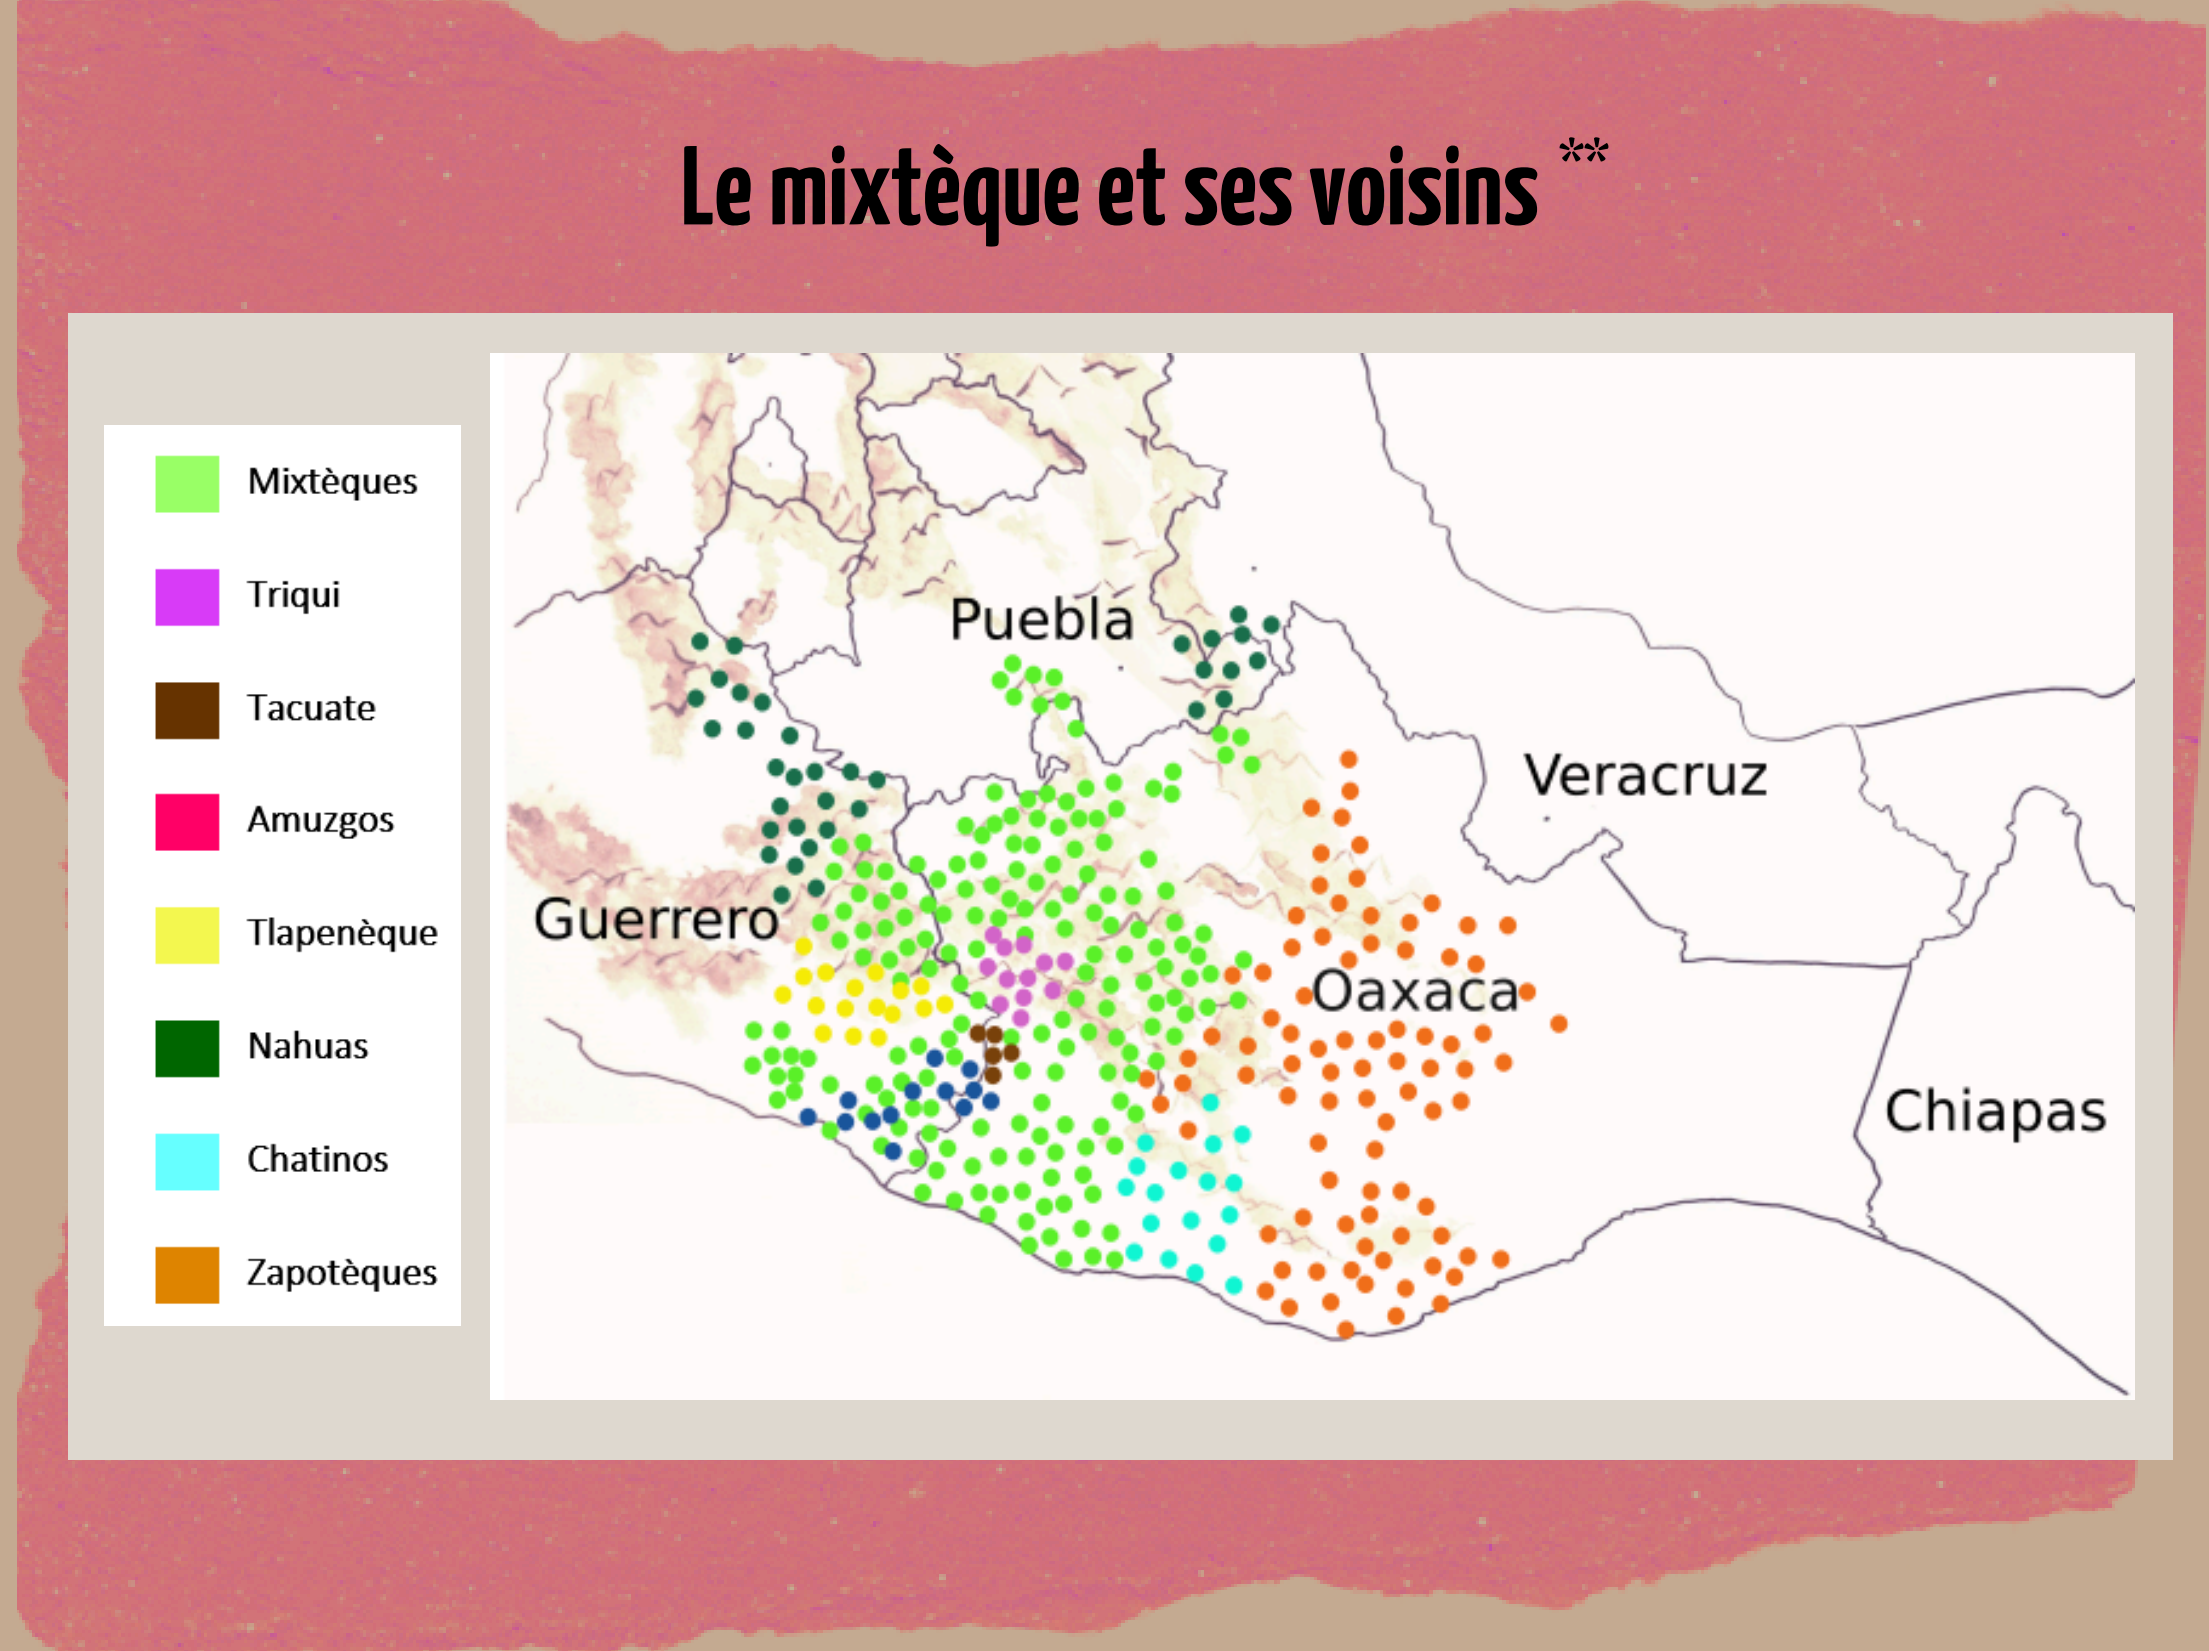 Le mixtèque et ses voisins **
Mixtèques
Triqui
Tacuate
Amuzgos
Tlapenèque
Nahuas
Chatinos
Zapotèques
Puebla
Veracruz
Guerrero
Oaxaca
Chiapas